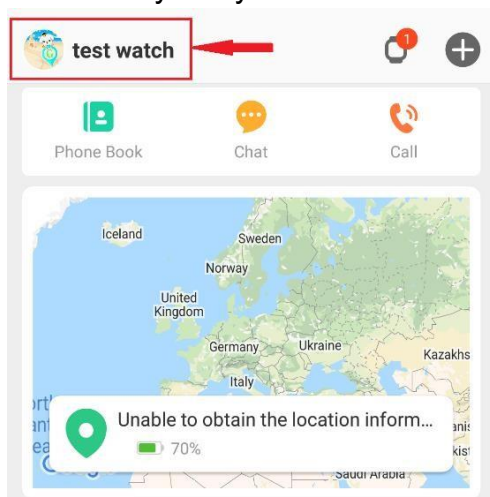 test watch
1
Phone Book
Chat
Call
Iceland
Sweden
Norway
United
Kingdom
Germany
Ukraine
Kazakhs
Italy
Unable to obtain the location inform...
70%
Saudi Arabia